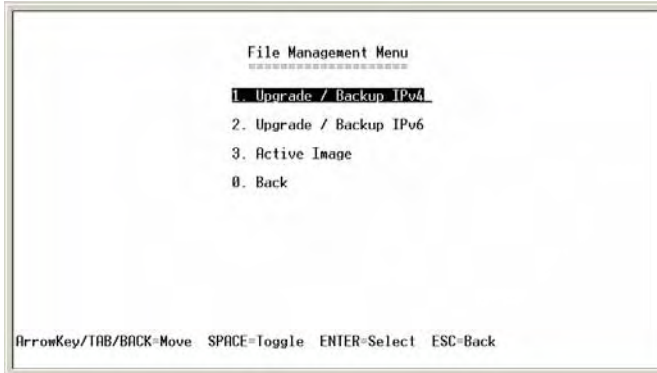 File Management Menu
====================
1. Upgrade / Backup IPv4_
2. Upgrade / Backup IPv6
3. Active Image
0. Back
ArrowKey/TAB/BACK=Move  SPACE=Toggle  ENTER=Select  ESC=Back